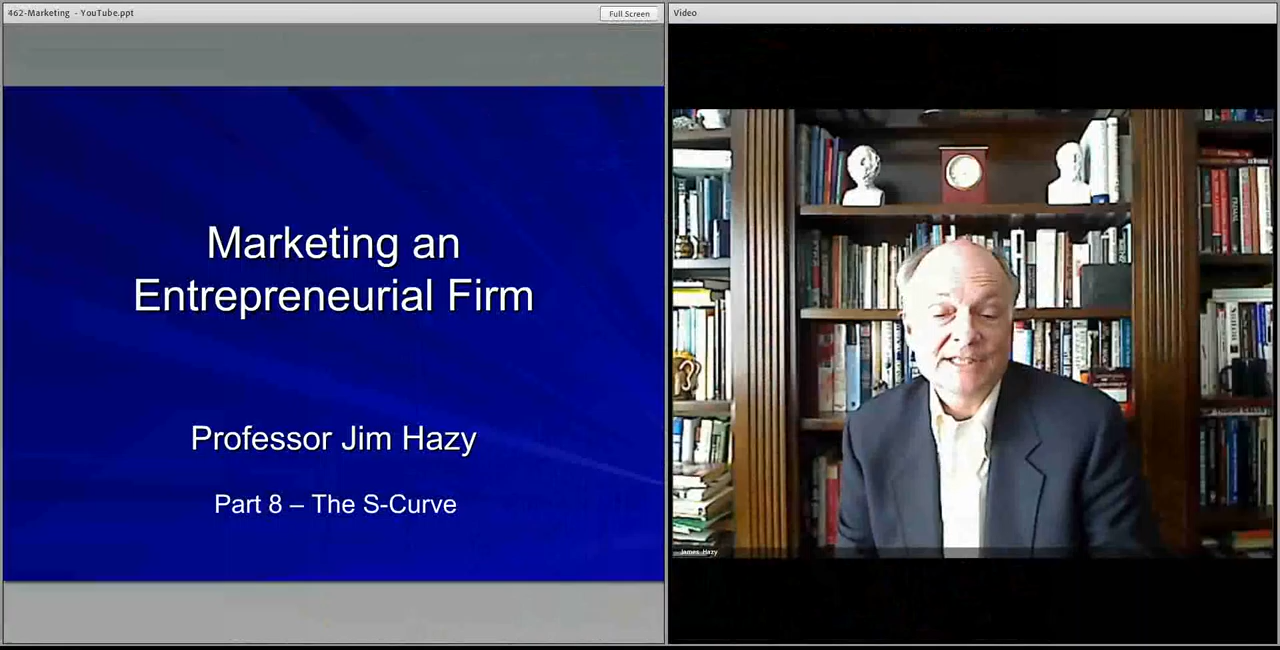 462-Marketing - YouTube.ppt
Full Screen
Video
Marketing an
Entrepreneurial Firm
Professor Jim Hazy
Part 8 – The S-Curve
James Hazy